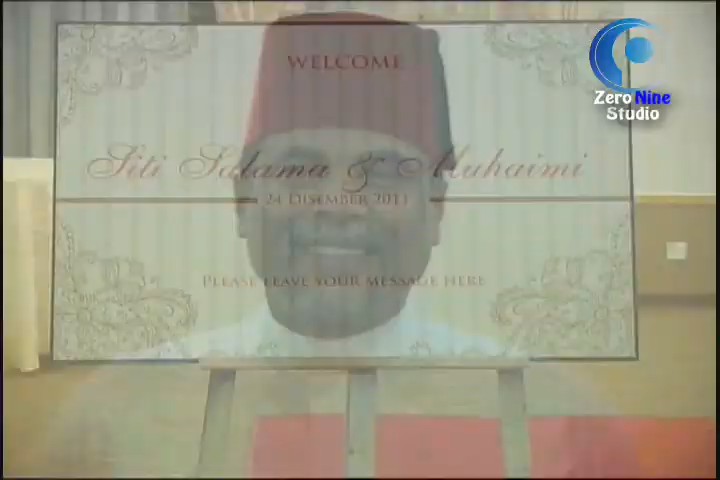 WELCOME
Siti Salama & Muhaimi
24 DISEMBER 2011
PLEASE LEAVE YOUR MESSAGE HERE
Zero Nine
Studio